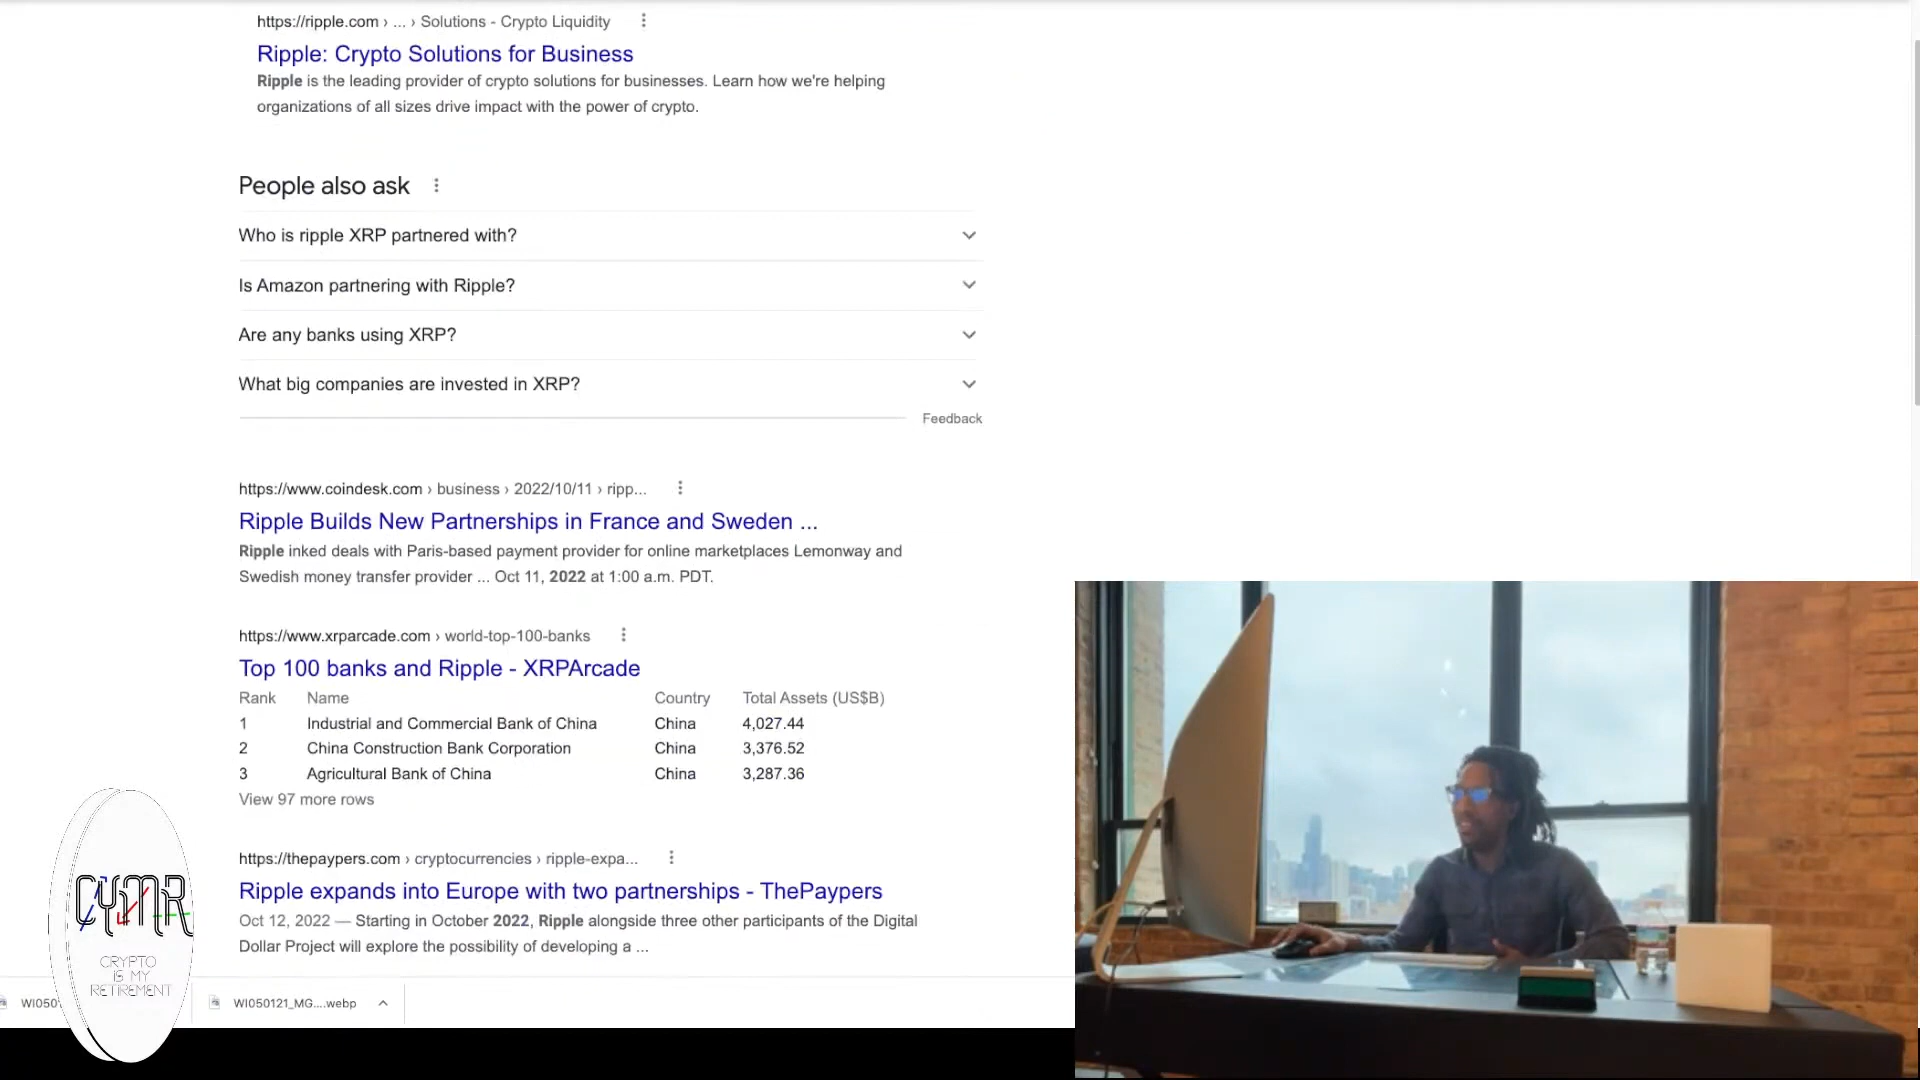 https://ripple.com › ... › Solutions - Crypto Liquidity
Ripple: Crypto Solutions for Business
Ripple is the leading provider of crypto solutions for businesses. Learn how we're helping
organizations of all sizes drive impact with the power of crypto.
People also ask
Who is ripple XRP partnered with?
Is Amazon partnering with Ripple?
Are any banks using XRP?
What big companies are invested in XRP?
Feedback
https://www.coindesk.com › business › 2022/10/11 › ripp...
Ripple Builds New Partnerships in France and Sweden ...
Ripple inked deals with Paris-based payment provider for online marketplaces Lemonway and
Swedish money transfer provider ... Oct 11, 2022 at 1:00 a.m. PDT.
https://www.xrparcade.com › world-top-100-banks
Top 100 banks and Ripple - XRPArcade
Rank Name Country Total Assets (US$B)
1 Industrial and Commercial Bank of China China 4,027.44
2 China Construction Bank Corporation China 3,376.52
3 Agricultural Bank of China China 3,287.36
View 97 more rows
https://thepaypers.com › cryptocurrencies › ripple-expa...
Ripple expands into Europe with two partnerships - ThePaypers
Oct 12, 2022 — Starting in October 2022, Ripple alongside three other participants of the Digital
Dollar Project will explore the possibility of developing a ...
CYMR
CRYPTO
IS MY
RETIREMENT
WI050 WI050121_MG....webp